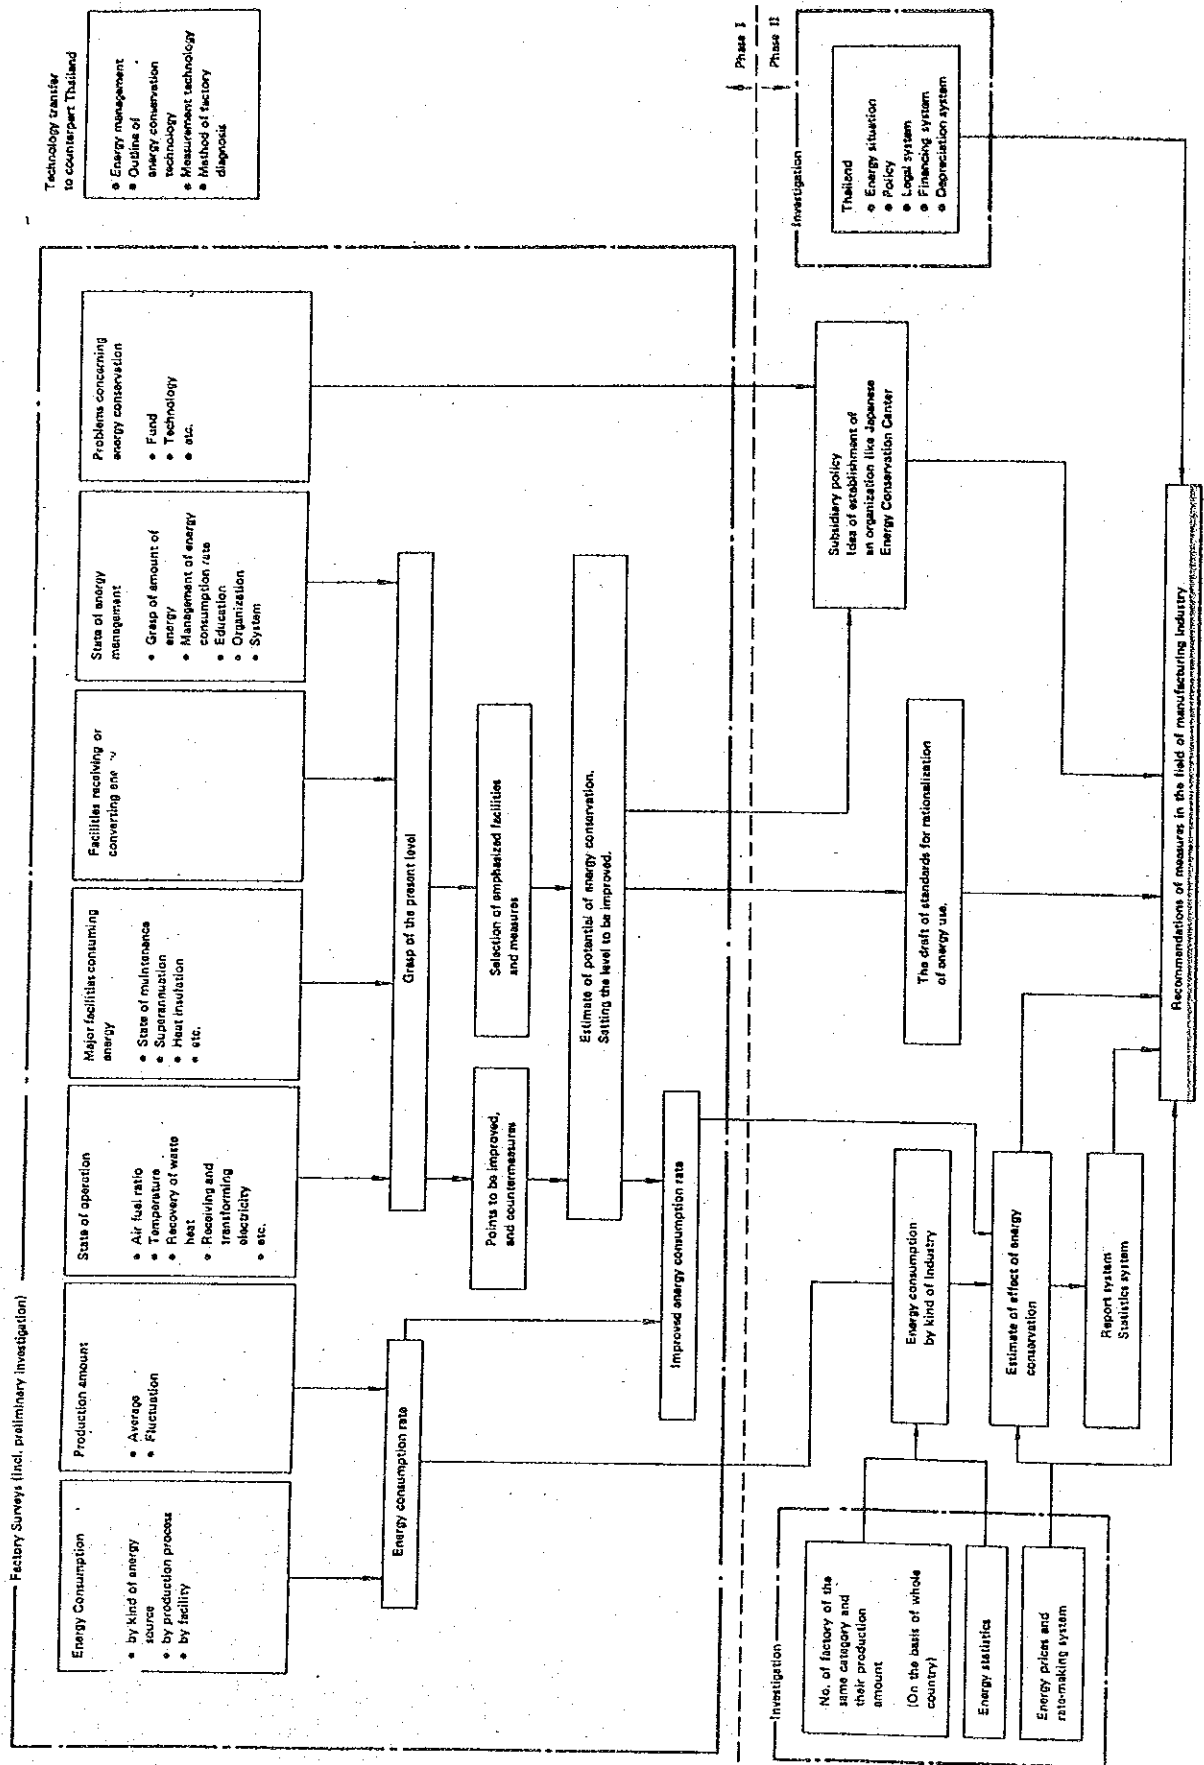 Factory Surveys (Incl. preliminary investigation)
Energy Consumption
• by kind of energy
source
• by production process
• by facility
Production amount
• Average
• Fluctuation
State of operation
• Air fuel ratio
• Temperature
• Recovery of waste
heat
• Receiving and
transforming
electricity
• etc.
Major facilities consuming
energy
• State of maintenance
• Superannuation
• Heat insulation
• etc.
Facilities receiving or
converting
State of energy
management
• Grasp of amount of
energy
• Management of energy
consumption rate
• Education
• Organization
• System
Problems concerning
energy conservation
• Fund
• Technology
• etc.
Technology transfer
to counterpart Thailand
• Energy management
• Outline of
energy conservation
technology
• Measurement technology
• Method of factory
diagnosis
Energy consumption rate
Grasp of the present level
Points to be improved,
and countermeasures
Selection of emphasized facilities
and measures
Estimate of potential of energy conservation.
Setting the level to be improved.
Improved energy consumption rate
Phase I
Phase II
Investigation
No. of factory of the
same category and
their production
amount
(On the basis of whole
country)
Energy statistics
Energy prices and
rate-making system
Energy consumption
by kind of Industry
Estimate of effect of energy
conservation
Report system
Statistics system
The draft of standards for rationalization
of energy use.
Subsidiary policy
Idea of establishment of
an organization like Japanese
Energy Conservation Center
Investigation
Thailand
• Energy situation
• Policy
• Legal system
• Financing system
• Depreciation system
Recommendations of measures in the field of manufacturing Industry